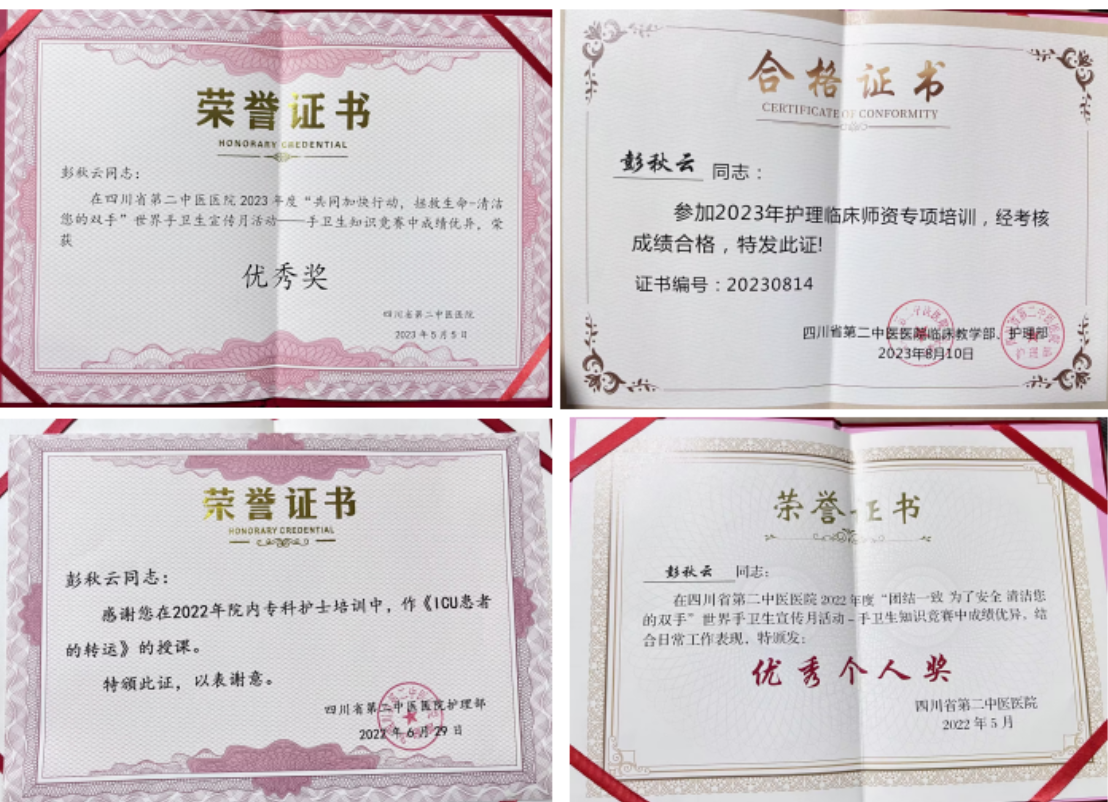 荣誉证书
HONORARY CREDENTIAL
彭秋云同志：
在四川省第二中医医院 2023 年度“共同加快行动，拯救生命-清洁
您的双手”世界手卫生宣传月活动——手卫生知识竞赛中成绩优异，荣
获
优秀奖
四川省第二中医医院
2023 年 5 月 5 日
合格证书
CERTIFICATE OF CONFORMITY
彭秋云 同志：
参加2023年护理临床师资专项培训，经考核
成绩合格，特发此证!
证书编号：20230814
四川省第二中医医院临床教学部、护理部
2023年8月10日
荣誉证书
HONORARY CREDENTIAL
彭秋云同志：
感谢您在2022年院内专科护士培训中，作《ICU患者
的转运》的授课。
特颁此证，以表谢意。
四川省第二中医医院护理部
2022 年 6 月 29 日
荣誉证书
彭秋云 同志：
在四川省第二中医医院 2022 年度“团结一致 为了安全 清洁您
的双手”世界手卫生宣传月活动-手卫生知识竞赛中成绩优异、结
合日常工作表现，特颁发：
优秀个人奖
四川省第二中医医院
2022 年 5 月